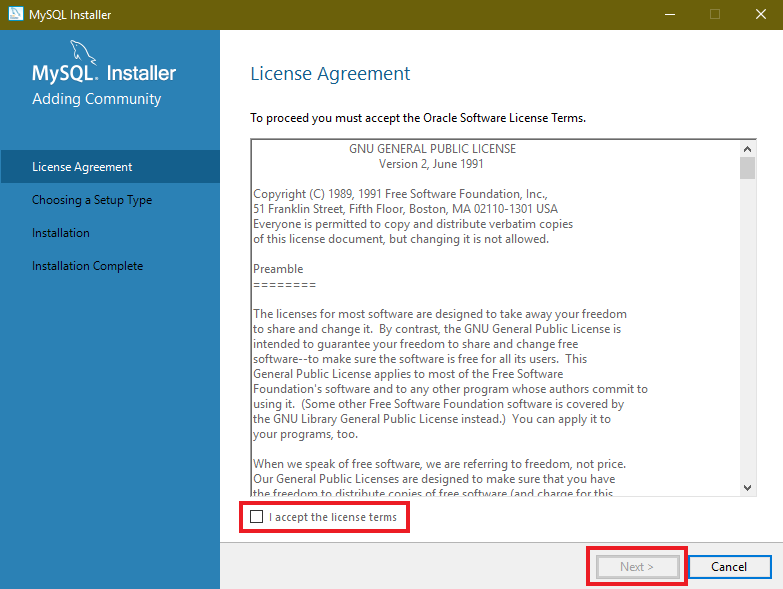 MySQL Installer
MySQL. Installer
Adding Community
License Agreement
Choosing a Setup Type
Installation
Installation Complete
License Agreement
To proceed you must accept the Oracle Software License Terms.
GNU GENERAL PUBLIC LICENSE
Version 2, June 1991
Copyright (C) 1989, 1991 Free Software Foundation, Inc.,
51 Franklin Street, Fifth Floor, Boston, MA 02110-1301 USA
Everyone is permitted to copy and distribute verbatim copies
of this license document, but changing it is not allowed.
Preamble
========
The licenses for most software are designed to take away your freedom
to share and change it.  By contrast, the GNU General Public License is
intended to guarantee your freedom to share and change free
software--to make sure the software is free for all its users.  This
General Public License applies to most of the Free Software
Foundation's software and to any other program whose authors commit to
using it.  (Some other Free Software Foundation software is covered by
the GNU Library General Public License instead.)  You can apply it to
your programs, too.
When we speak of free software, we are referring to freedom, not price.
Our General Public Licenses are designed to make sure that you have
the freedom to distribute copies of free software (and charge for this
I accept the license terms
Next >
Cancel